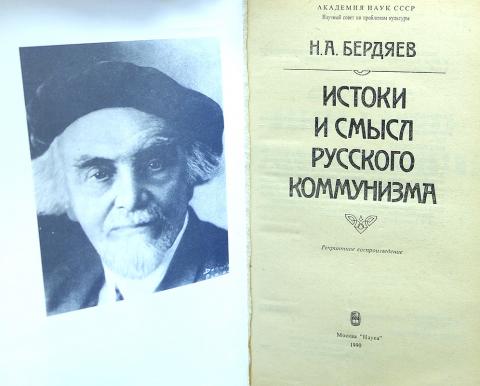 АКАДЕМИЯ НАУК СССР
Научный совет по проблемам культуры
Н.А. БЕРДЯЕВ
ИСТОКИ
И СМЫСЛ
РУССКОГО
КОММУНИЗМА
Репринтное воспроизведение
Москва "Наука"
1990